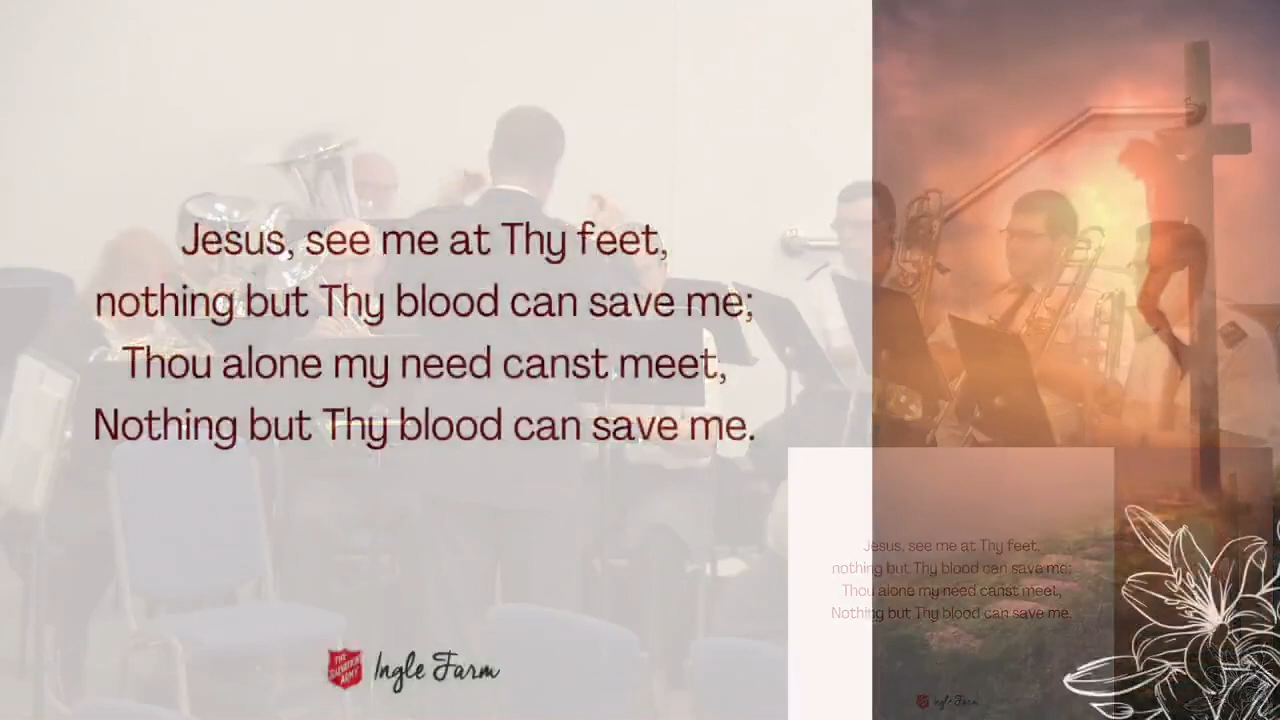 Jesus, see me at Thy feet,
nothing but Thy blood can save me;
Thou alone my need canst meet,
Nothing but Thy blood can save me.
THE
SALVATION
ARMY
Ingle Farm
Jesus, see me at Thy feet,
nothing but Thy blood can save me;
Thou alone my need canst meet,
Nothing but Thy blood can save me.
Ingle Farm